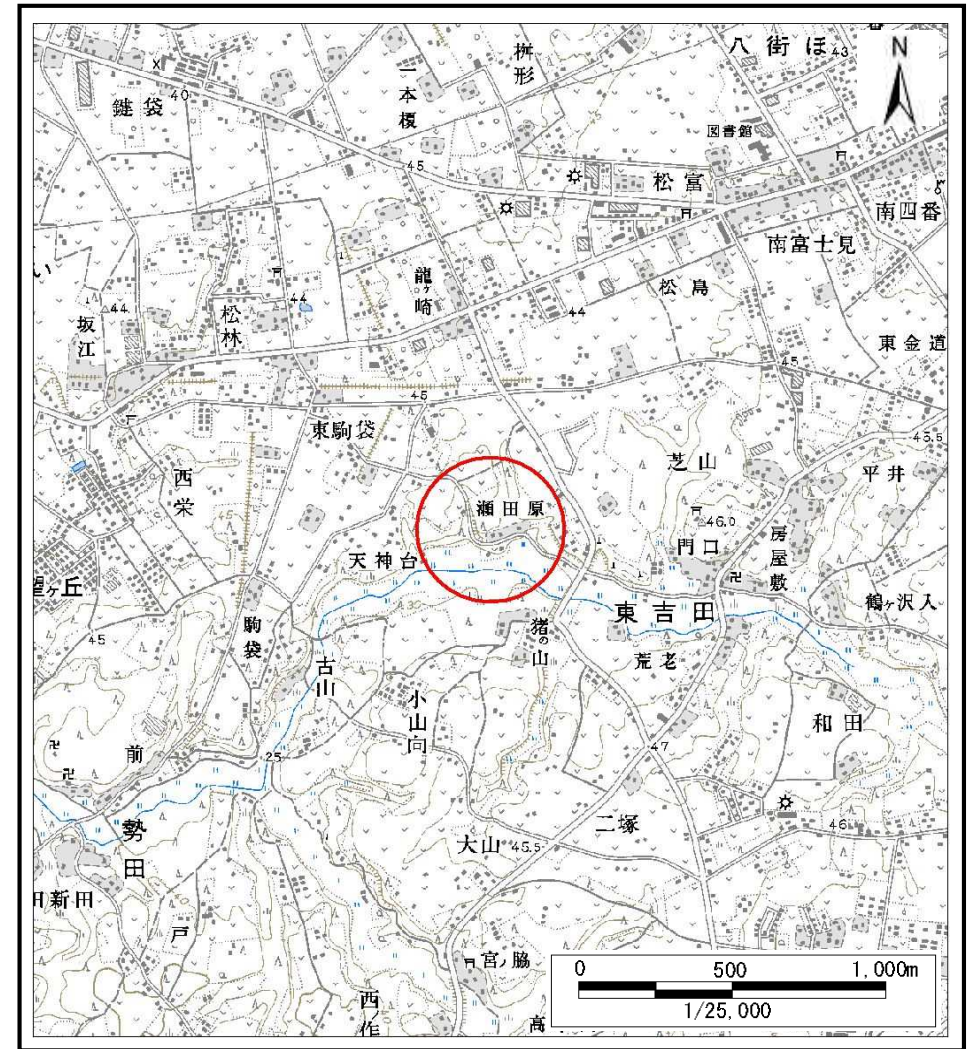 八街ほ
43
N
桝形
一本榎
40
鍵袋
図書館
45
松富
南四番
南富士見
龍ヶ崎
松島
い
44
44
44
松林
坂江
東金道
45
45
東駒袋
45.5
芝山
平井
西栄
瀬田原
46.0
45
門口
房屋敷
天神台
望ヶ丘
東吉田
鶴ヶ沢入
45
駒袋
猪の山
荒老
古山
小山向
和田
前
25
47
勢田
二塚
46
大山
45.5
田新田
戸
宮ノ脇
西ノ作
高
0
500
1,000m
1/25,000